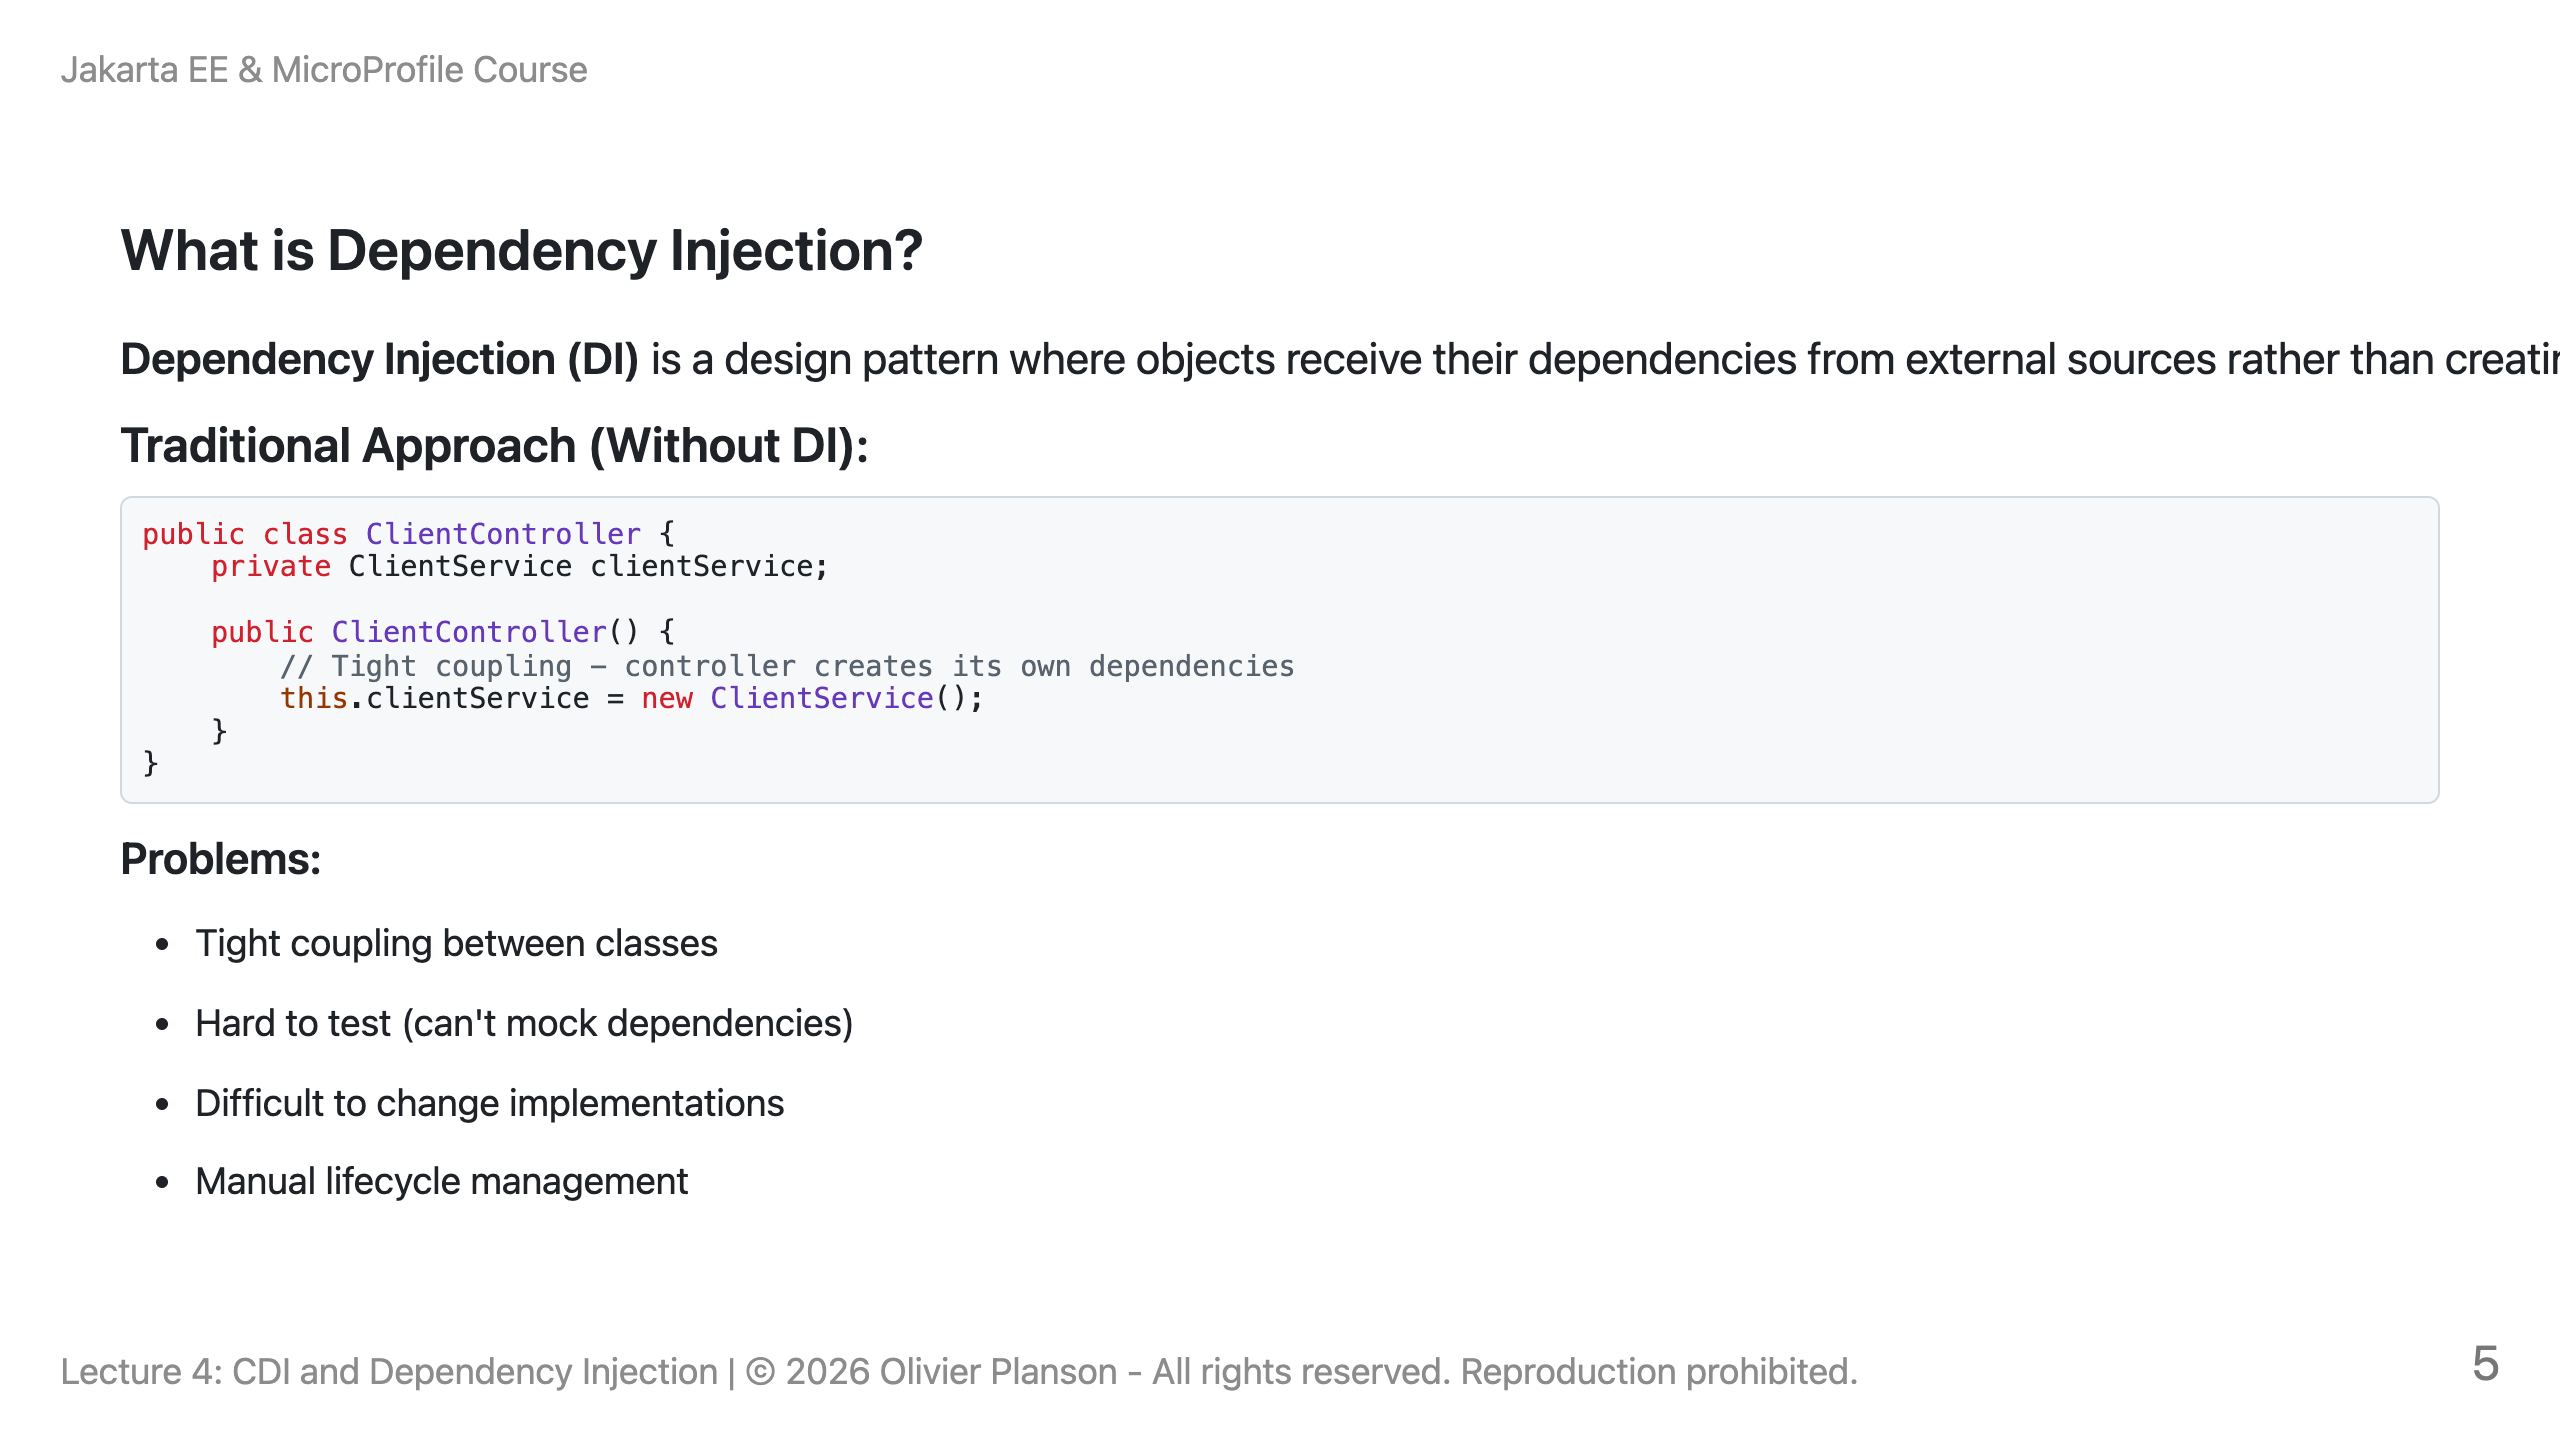 Jakarta EE & MicroProfile Course
What is Dependency Injection?
Dependency Injection (DI) is a design pattern where objects receive their dependencies from external sources rather than
Traditional Approach (Without DI):
public class ClientController {
    private ClientService clientService;
    public ClientController() {
        // Tight coupling - controller creates its own dependencies
        this.clientService = new ClientService();
    }
}
Problems:
• Tight coupling between classes
• Hard to test (can't mock dependencies)
• Difficult to change implementations
• Manual lifecycle management
Lecture 4: CDI and Dependency Injection | © 2026 Olivier Planson - All rights reserved. Reproduction prohibited.
5